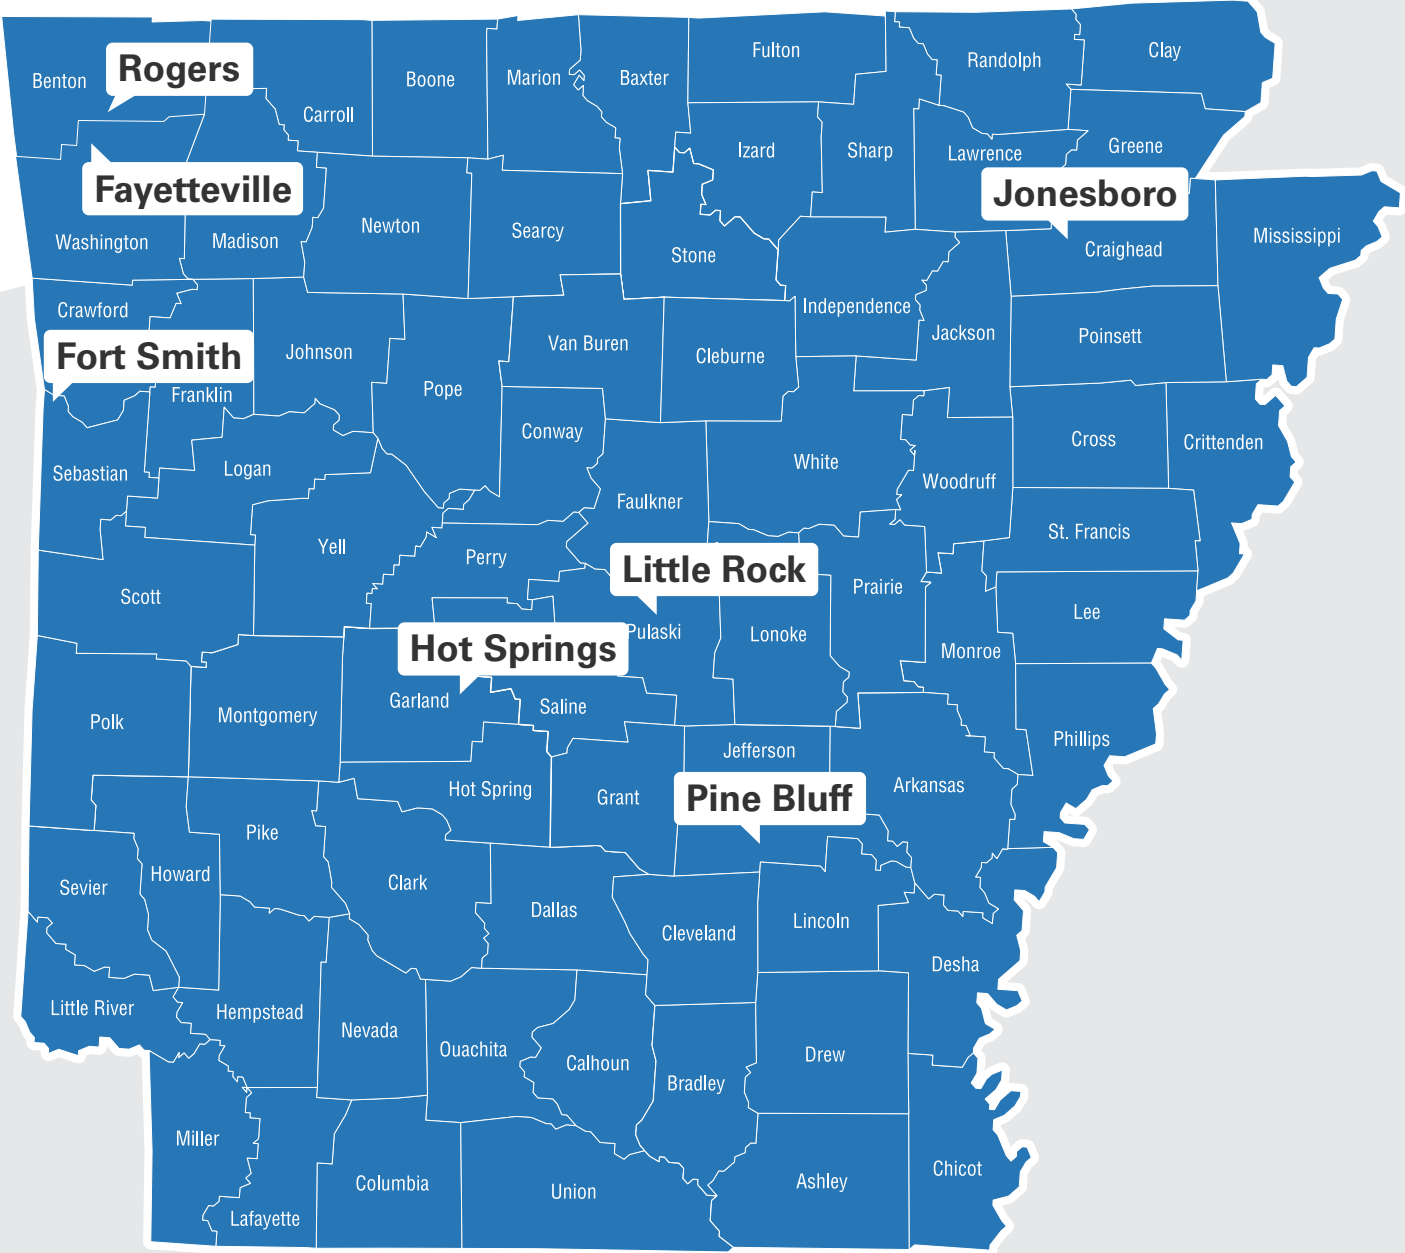 Fulton
Clay
Randolph
Rogers
Benton
Boone
Marion
Baxter
Carroll
Izard
Sharp
Lawrence
Greene
Fayetteville
Jonesboro
Newton
Searcy
Washington
Madison
Stone
Craighead
Mississippi
Crawford
Independence
Jackson
Poinsett
Van Buren
Johnson
Fort Smith
Cleburne
Pope
Franklin
Conway
Cross
Crittenden
White
Logan
Sebastian
Woodruff
Faulkner
St. Francis
Yell
Perry
Little Rock
Prairie
Scott
Lee
Pulaski
Lonoke
Hot Springs
Monroe
Garland
Saline
Montgomery
Polk
Phillips
Jefferson
Arkansas
Hot Spring
Grant
Pine Bluff
Pike
Howard
Clark
Sevier
Dallas
Lincoln
Cleveland
Desha
Little River
Hempstead
Nevada
Ouachita
Drew
Calhoun
Bradley
Miller
Chicot
Ashley
Columbia
Union
Lafayette